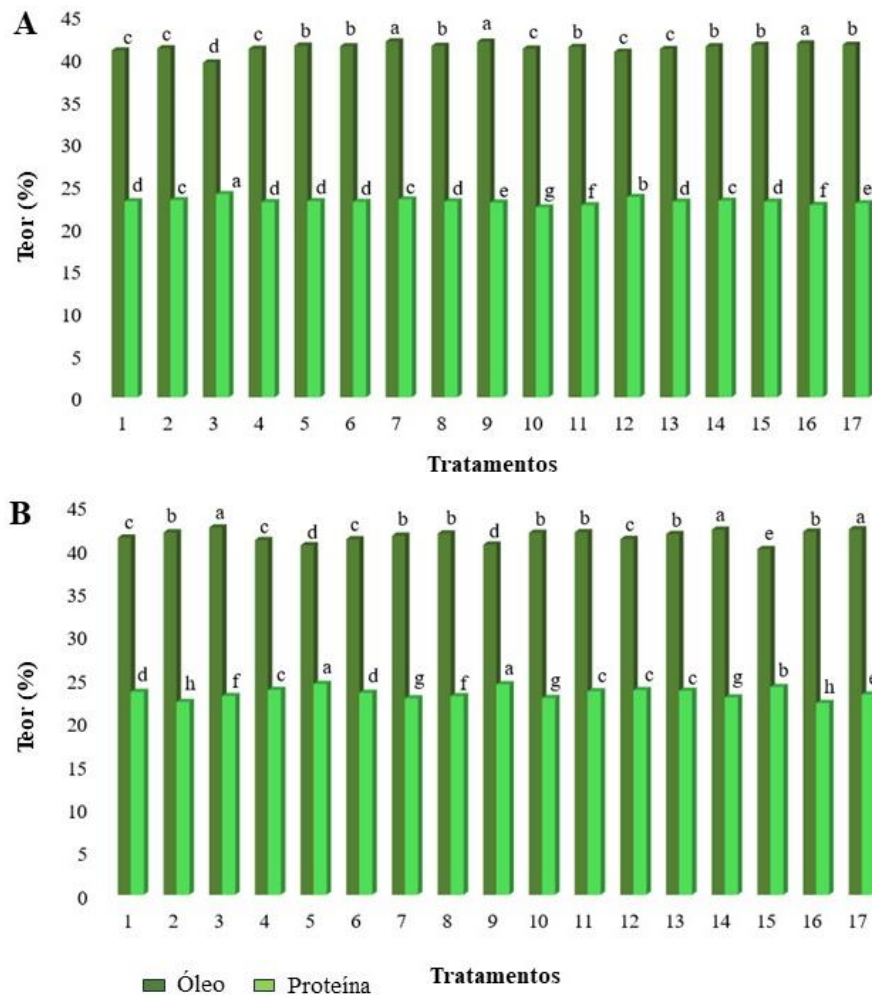 A
45
40
35
30
25
20
15
10
5
0
Teor (%)
c c d c b b a b a c b c c b b a b
d c a d d d c d e g f b d c d f e
1 2 3 4 5 6 7 8 9 10 11 12 13 14 15 16 17
Tratamentos
B
45
40
35
30
25
20
15
10
5
0
Teor (%)
c b a c d c b b d b b c b a e b a
d h f c a d g f a g c c c g b h e
1 2 3 4 5 6 7 8 9 10 11 12 13 14 15 16 17
Óleo Proteína Tratamentos